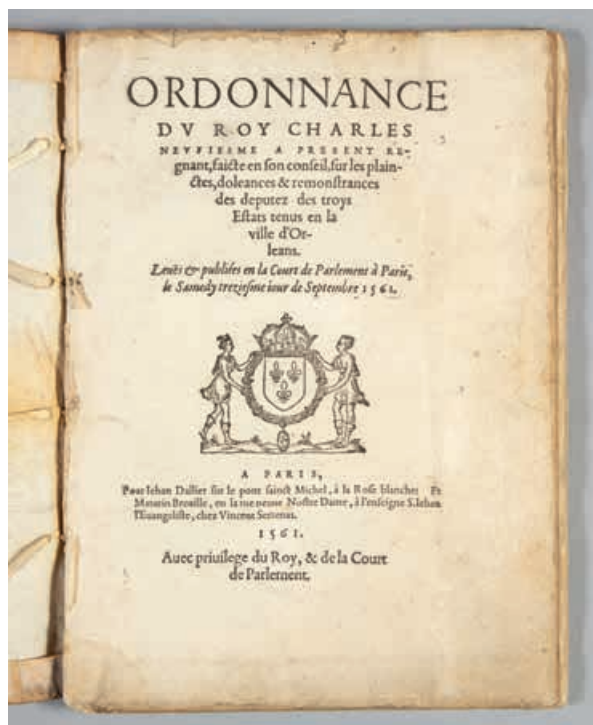 ORDONNANCE
DV ROY CHARLES
NEVFIESME A PRESENT RE-
gnant, faicte en son conseil, sur les plain-
ctes, doleances & remonstrances
des deputez des troys
Estats tenus en la
ville d'Or-
leans.
Leuës & publiées en la Court de Parlement à Paris,
le Samedy treziesme iour de Septembre 1561.
A PARIS,
Pour Iehan Dallier sur le pont sainct Michel, à la Rose blanche: Et
Maturin Breuille, en la rue neuue Nostre Dame, à l'enseigne S. Iehan
l'Euangeliste, chez Vincent Sertenas.
1561.
Auec priuilege du Roy, & de la Court
de Parlement.